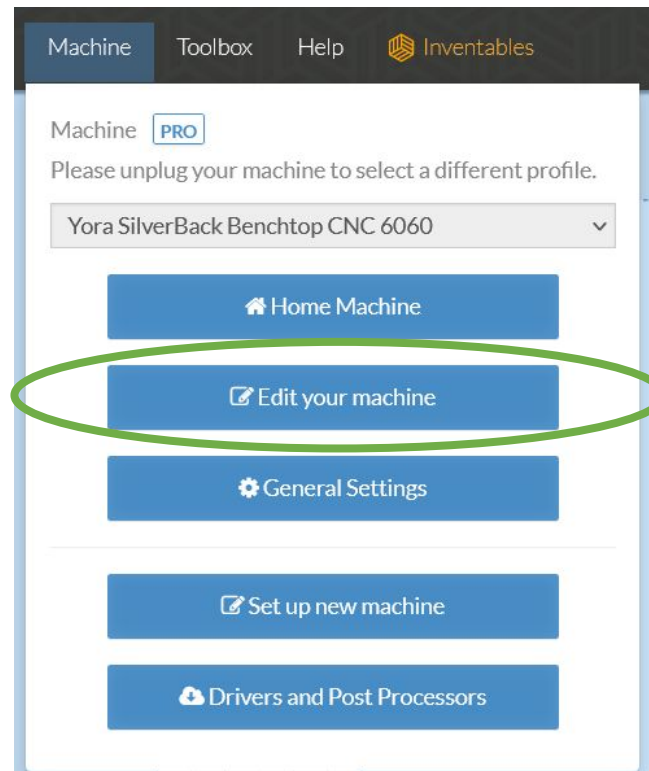 Machine Toolbox Help Inventables
Machine PRO
Please unplug your machine to select a different profile.
Yora SilverBack Benchtop CNC 6060
Home Machine
Edit your machine
General Settings
Set up new machine
Drivers and Post Processors